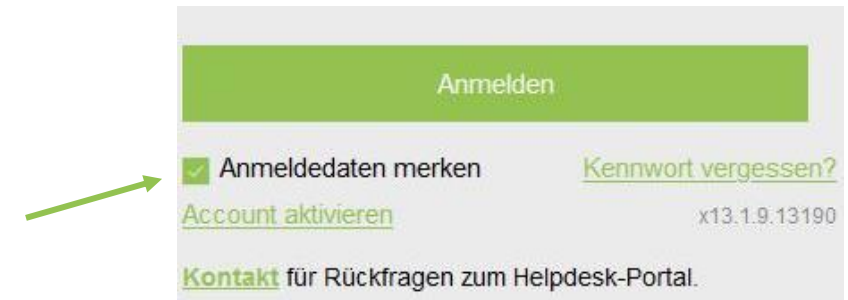 Anmelden
Anmeldedaten merken Kennwort vergessen?
Account aktivieren x13.1.9.13190
Kontakt für Rückfragen zum Helpdesk-Portal.